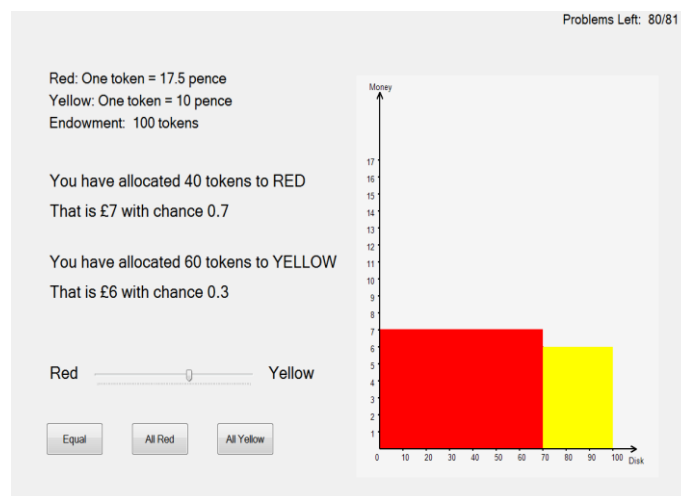 Problems Left: 80/81
Red: One token = 17.5 pence
Yellow: One token = 10 pence
Endowment: 100 tokens
You have allocated 40 tokens to RED
That is £7 with chance 0.7
You have allocated 60 tokens to YELLOW
That is £6 with chance 0.3
Red Yellow
Equal All Red All Yellow
Money
17
16
15
14
13
12
11
10
9
8
7
6
5
4
3
2
1
0 10 20 30 40 50 60 70 80 90 100 Disk